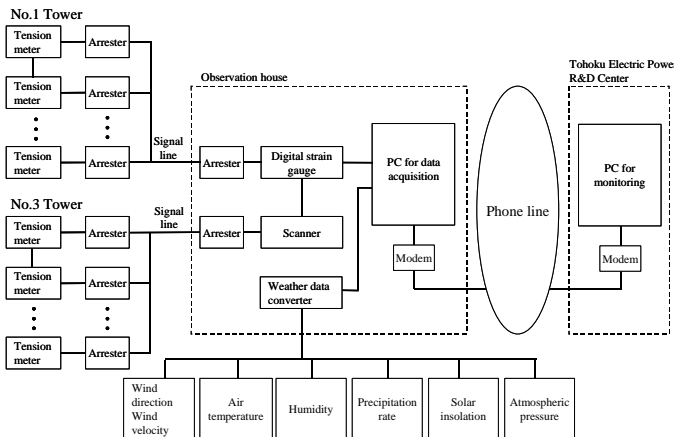 No.1 Tower
Tension
meter
Arrester
Tension
meter
Arrester
Tension
meter
Arrester
Signal
line
No.3 Tower
Tension
meter
Arrester
Tension
meter
Arrester
Tension
meter
Arrester
Signal
line
Observation house
Arrester
Digital strain
gauge
PC for data
acquisition
Arrester
Scanner
Weather data
converter
Modem
Phone line
Tohoku Electric Power
R&D Center
PC for
monitoring
Modem
Wind
direction
Wind
velocity
Air
temperature
Humidity
Precipitation
rate
Solar
insolation
Atmospheric
pressure